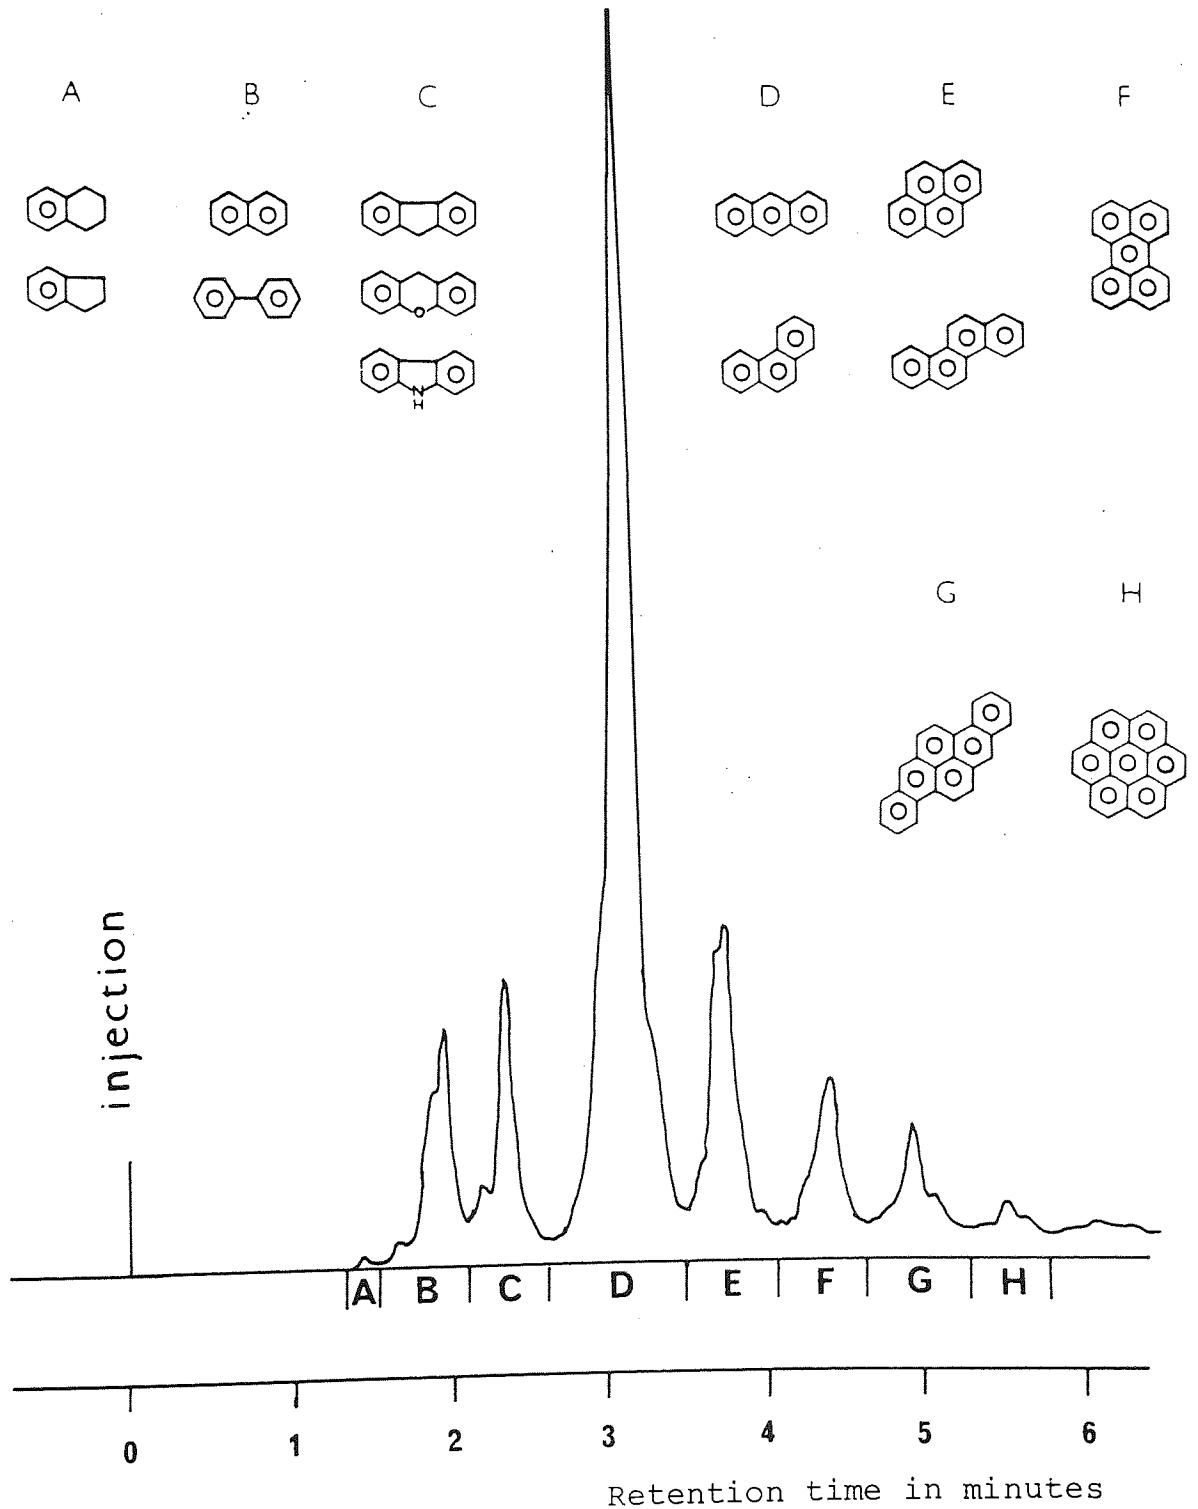 A B C D E F
O
N
H
G H
injection
A B C D E F G H
0 1 2 3 4 5 6
Retention time in minutes